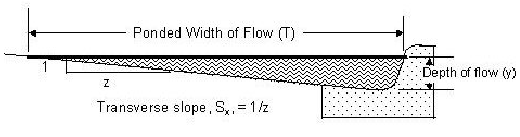 Ponded Width of Flow (T)
1
z
Depth of flow (y)
Transverse slope, Sx, = 1/z